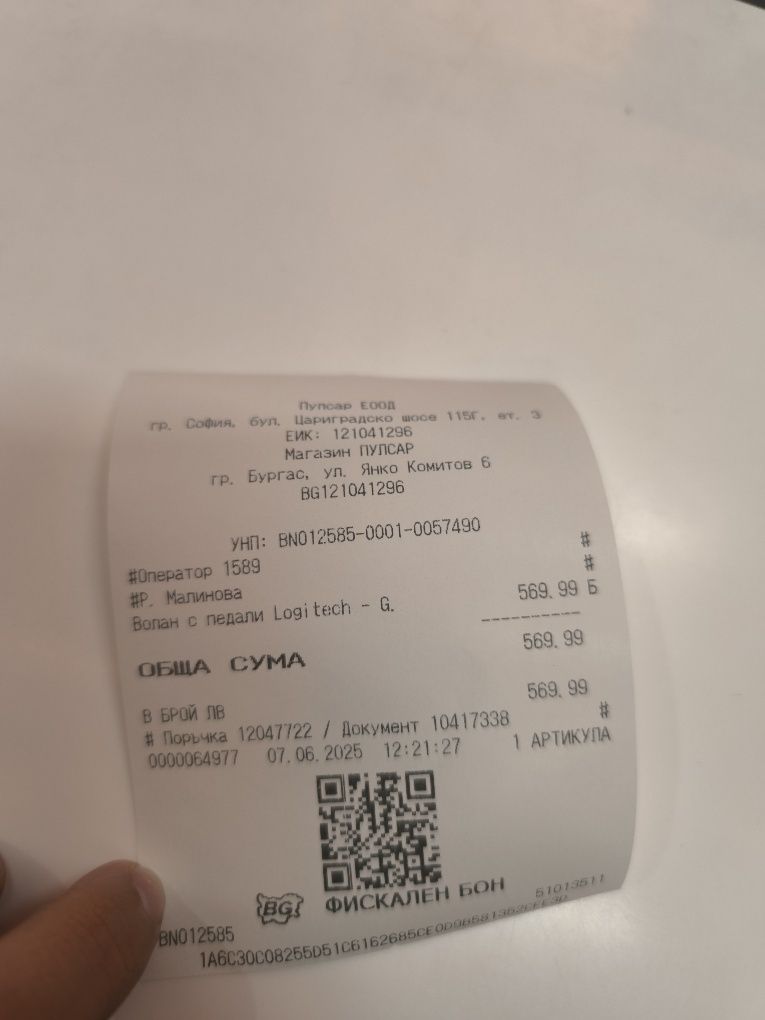 Пулсар ЕООД
гр. София, бул. Цариградско шосе 115Г, ет. 3
ЕИК: 121041296
Магазин ПУЛСАР
гр. Бургас, ул. Янко Комитов 6
BG121041296
УНП: BN012585-0001-0057490
#Оператор 1589 #
#Р. Малинова #
Волан с педали Logitech - G. 569.99 Б
----------
ОБЩА СУМА 569.99
В БРОЙ ЛВ 569.99
# Поръчка 12047722 / Документ 10417338 #
0000064977 07.06.2025 12:21:27 1 АРТИКУЛА
BG ФИСКАЛЕН БОН
BN012585 51013511